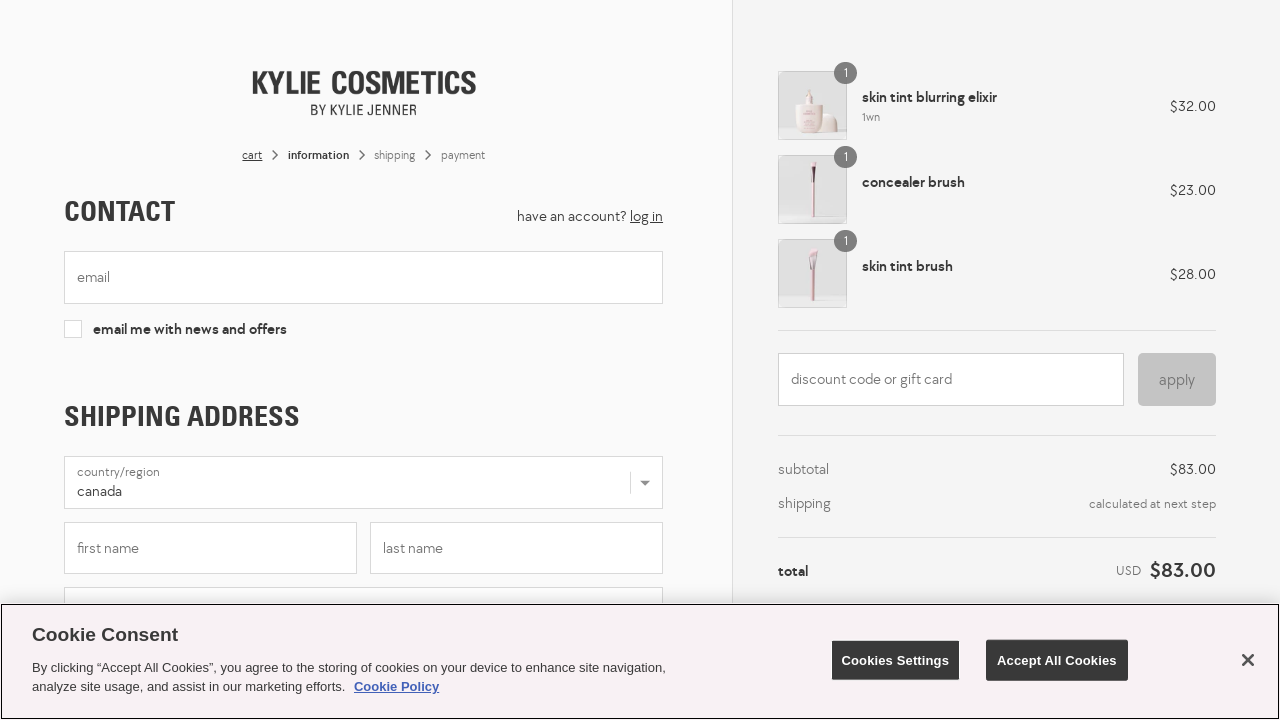 KYLIE COSMETICS
BY KYLIE JENNER
cart > information > shipping > payment
CONTACT
have an account? log in
email
email me with news and offers
SHIPPING ADDRESS
country/region
canada
first name
last name
1
skin tint blurring elixir
1wn
$32.00
1
concealer brush
$23.00
1
skin tint brush
$28.00
discount code or gift card
apply
subtotal
$83.00
shipping
calculated at next step
total
USD $83.00
Cookie Consent
By clicking “Accept All Cookies”, you agree to the storing of cookies on your device to enhance site navigation,
analyze site usage, and assist in our marketing efforts. Cookie Policy
Cookies Settings
Accept All Cookies